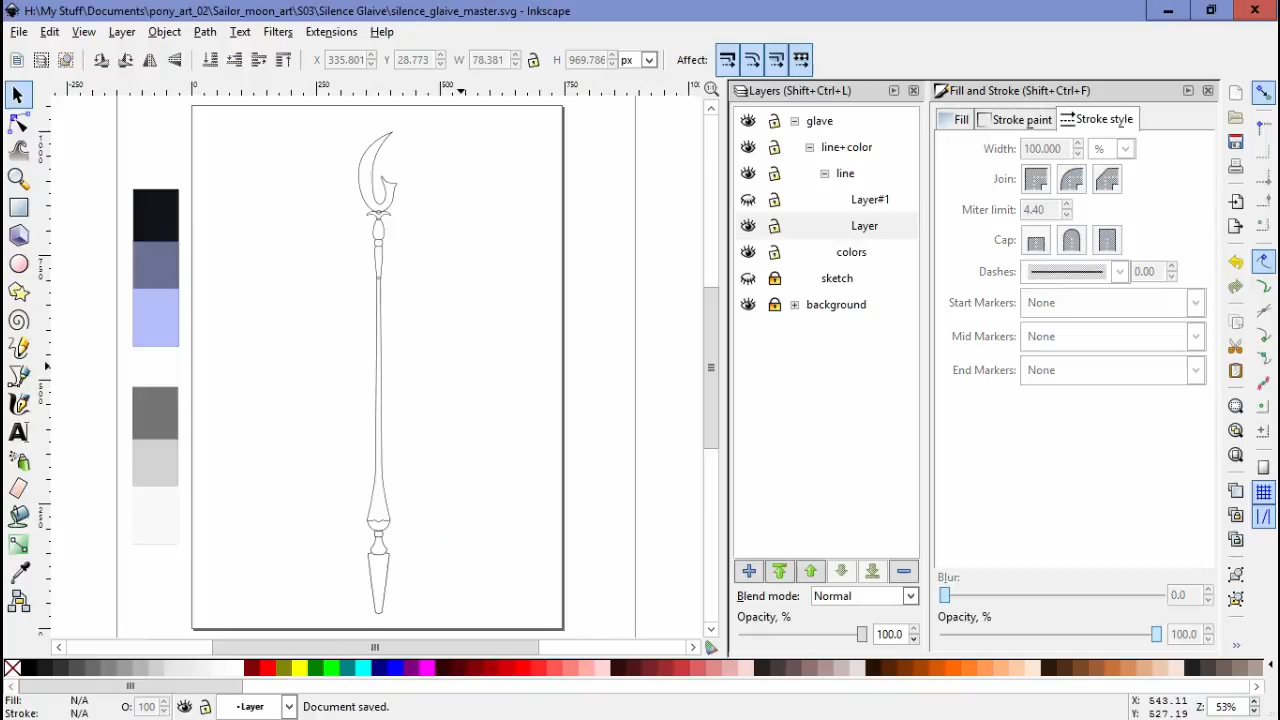 H:\My Stuff\Documents\pony_art_02\Sailor_moon_art\S03\Silence Glaive\silence_glaive_master.svg - Inkscape
File Edit View Layer Object Path Text Filters Extensions Help
X 335.801 Y 28.773 W 78.381 H 969.786 px Affect:
-250 0 250 500 750
Layers (Shift+Ctrl+L)
Fill and Stroke (Shift+Ctrl+F)
Fill Stroke paint Stroke style
glave
line+color
line
Layer#1
Layer
colors
sketch
background
Width: 100.000 %
Join:
Miter limit: 4.40
Cap:
Dashes: 0.00
Start Markers: None
Mid Markers: None
End Markers: None
Blend mode: Normal
Opacity, %
100.0
Blur:
0.0
Opacity, %
100.0
Fill: N/A
Stroke: N/A
O: 100
•Layer
Document saved.
X: 543.11
Y: 527.19
Z: 53%